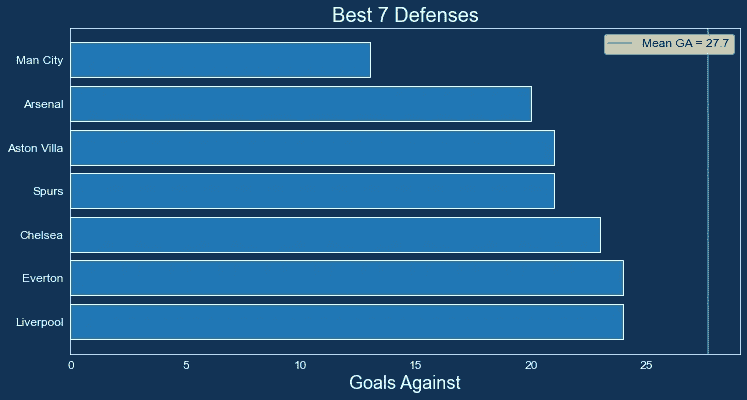 Best 7 Defenses
Mean GA = 27.7
Man City
Arsenal
Aston Villa
Spurs
Chelsea
Everton
Liverpool
0 5 10 15 20 25
Goals Against